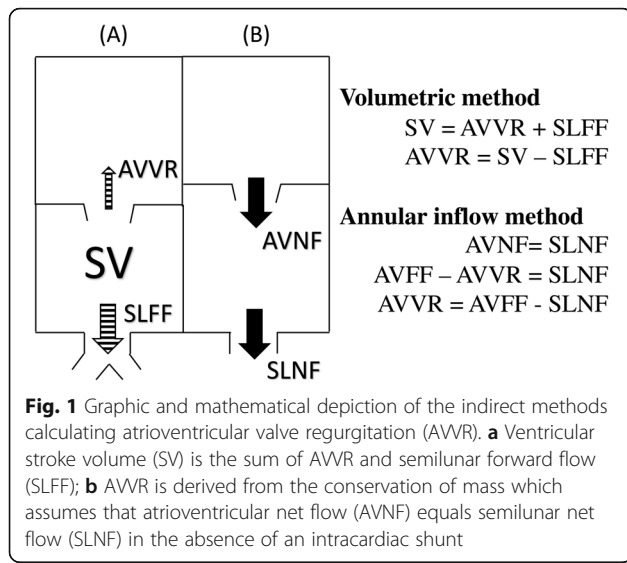 (A)
(B)
AVVR
SV
SLFF
AVNF
SLNF
Volumetric method
SV = AVVR + SLFF
AVVR = SV – SLFF
Annular inflow method
AVNF= SLNF
AVFF – AVVR = SLNF
AVVR = AVFF - SLNF
Fig. 1 Graphic and mathematical depiction of the indirect methods
calculating atrioventricular valve regurgitation (AVVR). a Ventricular
stroke volume (SV) is the sum of AVVR and semilunar forward flow
(SLFF); b AVVR is derived from the conservation of mass which
assumes that atrioventricular net flow (AVNF) equals semilunar net
flow (SLNF) in the absence of an intracardiac shunt